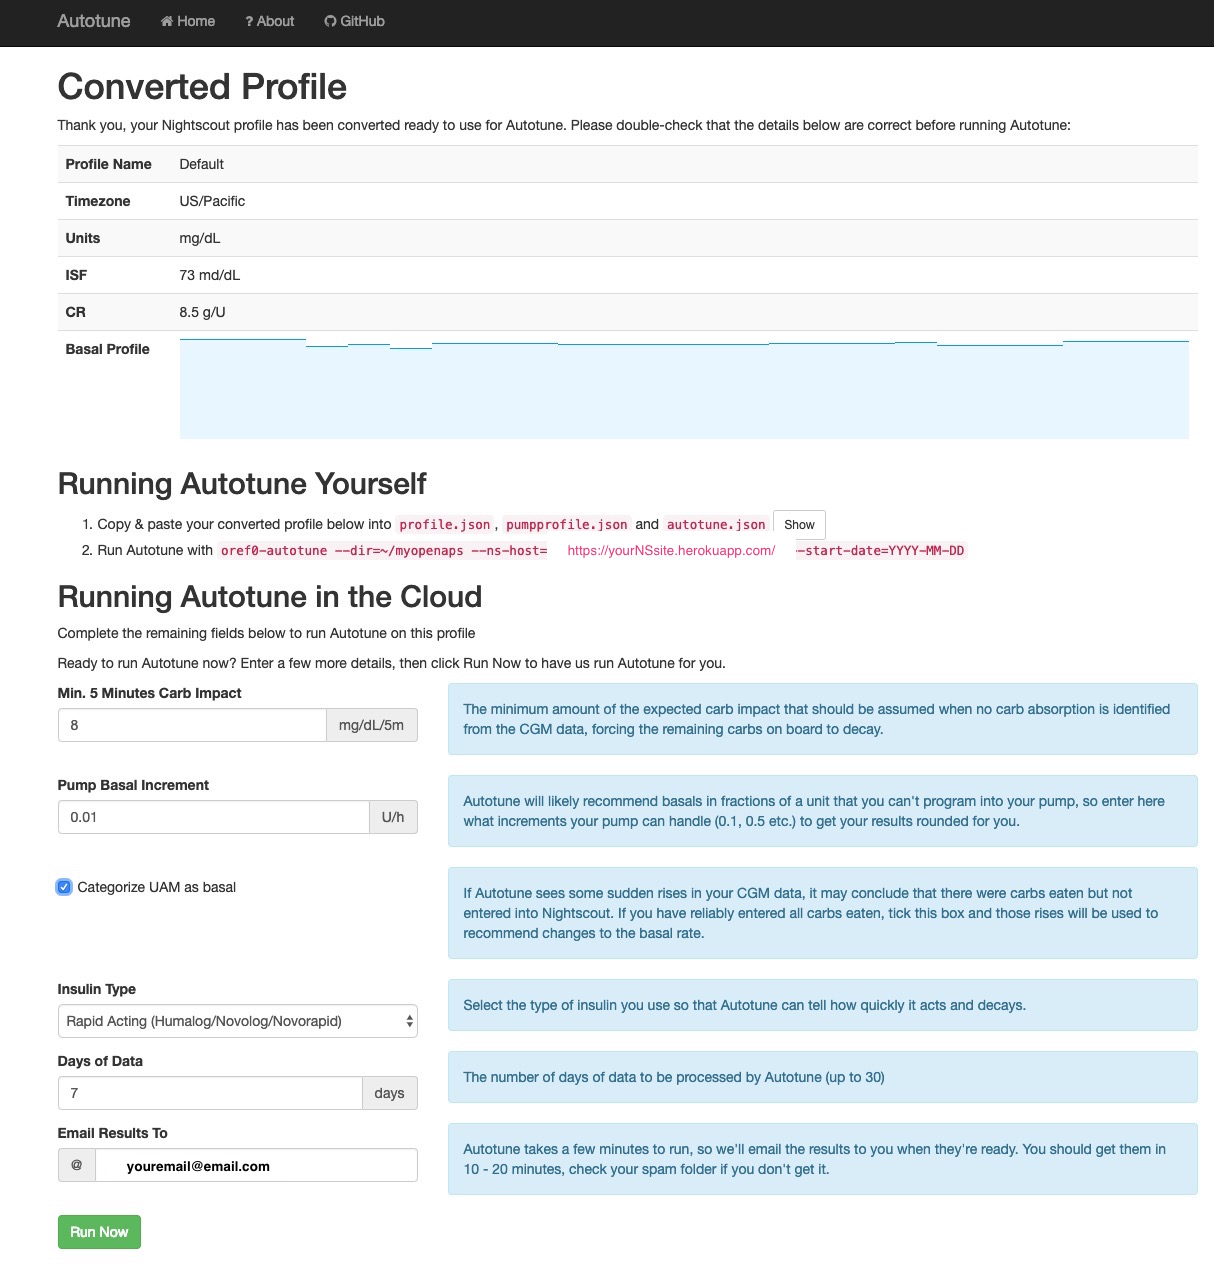 Autotune Home ? About GitHub
Converted Profile
Thank you, your Nightscout profile has been converted ready to use for Autotune. Please double-check that the details below are correct before running Autotune:
Profile Name Default
Timezone US/Pacific
Units mg/dL
ISF 73 md/dL
CR 8.5 g/U
Basal Profile
Running Autotune Yourself
1. Copy & paste your converted profile below into profile.json , pumpprofile.json and autotune.json Show
2. Run Autotune with oref0-autotune --dir=~/myopenaps --ns-host= https://yourNSsite.herokuapp.com/ --start-date=YYYY-MM-DD
Running Autotune in the Cloud
Complete the remaining fields below to run Autotune on this profile
Ready to run Autotune now? Enter a few more details, then click Run Now to have us run Autotune for you.
Min. 5 Minutes Carb Impact
8 mg/dL/5m
The minimum amount of the expected carb impact that should be assumed when no carb absorption is identified
from the CGM data, forcing the remaining carbs on board to decay.
Pump Basal Increment
0.01 U/h
Autotune will likely recommend basals in fractions of a unit that you can't program into your pump, so enter here
what increments your pump can handle (0.1, 0.5 etc.) to get your results rounded for you.
Categorize UAM as basal
If Autotune sees some sudden rises in your CGM data, it may conclude that there were carbs eaten but not
entered into Nightscout. If you have reliably entered all carbs eaten, tick this box and those rises will be used to
recommend changes to the basal rate.
Insulin Type
Rapid Acting (Humalog/Novolog/Novorapid)
Select the type of insulin you use so that Autotune can tell how quickly it acts and decays.
Days of Data
7 days
The number of days of data to be processed by Autotune (up to 30)
Email Results To
@ youremail@email.com
Autotune takes a few minutes to run, so we'll email the results to you when they're ready. You should get them in
10 - 20 minutes, check your spam folder if you don't get it.
Run Now